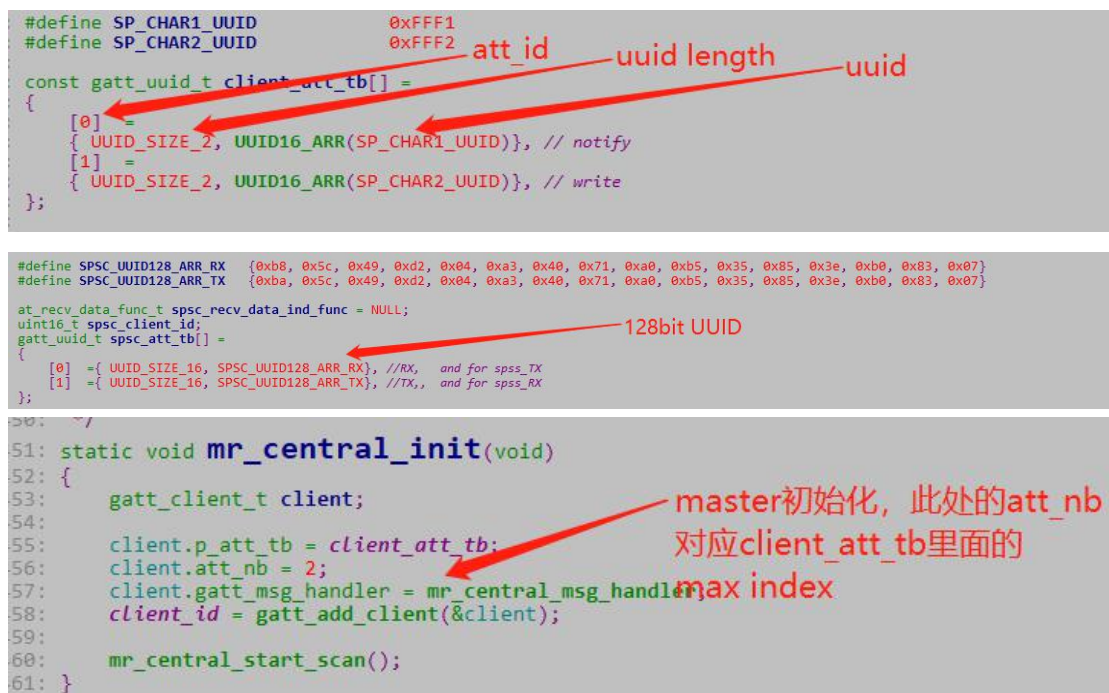 #define SP_CHAR1_UUID 0xFFF1
#define SP_CHAR2_UUID 0xFFF2
att_id
uuid length
uuid
const gatt_uuid_t client_att_tb[] =
{
[0] =
{ UUID_SIZE_2, UUID16_ARR(SP_CHAR1_UUID)}, // notify
[1] =
{ UUID_SIZE_2, UUID16_ARR(SP_CHAR2_UUID)}, // write
};
#define SPSC_UUID128_ARR_RX {0xb8, 0x5c, 0x49, 0xd2, 0x04, 0xa3, 0x40, 0x71, 0xa0, 0xb5, 0x35, 0x85, 0x3e, 0xb0, 0x83, 0x07}
#define SPSC_UUID128_ARR_TX {0xba, 0x5c, 0x49, 0xd2, 0x04, 0xa3, 0x40, 0x71, 0xa0, 0xb5, 0x35, 0x85, 0x3e, 0xb0, 0x83, 0x07}
at_recv_data_func_t spsc_recv_data_ind_func = NULL;
uint16_t spsc_client_id;
gatt_uuid_t spsc_att_tb[] =
128bit UUID
{
[0] ={ UUID_SIZE_16, SPSC_UUID128_ARR_RX}, //RX, and for spss_TX
[1] ={ UUID_SIZE_16, SPSC_UUID128_ARR_TX}, //TX,, and for spss_RX
};
50: */
51: static void mr_central_init(void)
52: {
53: gatt_client_t client;
54:
55: client.p_att_tb = client_att_tb;
56: client.att_nb = 2;
57: client.gatt_msg_handler = mr_central_msg_handler;
58: client_id = gatt_add_client(&client);
59:
60: mr_central_start_scan();
61: }
master初始化，此处的att_nb
对应client_att_tb里面的
max index